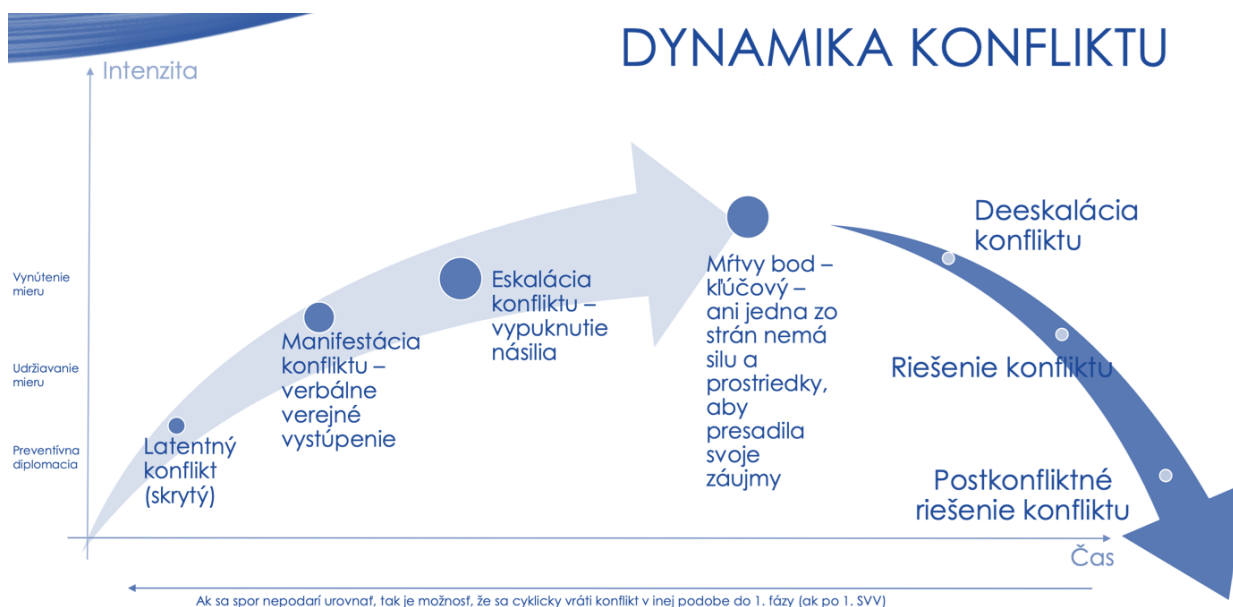 DYNAMIKA KONFLIKTU
Intenzita
Vynútenie
mieru
Udržiavanie
mieru
Preventívna
diplomacia
Latentný
konflikt
(skrytý)
Manifestácia
konfliktu –
verbálne
verejné
vystúpenie
Eskalácia
konfliktu –
vypuknutie
násilia
Mŕtvy bod –
kľúčový –
ani jedna zo
strán nemá
silu a
prostriedky,
aby
presadila
svoje
záujmy
Deeskalácia
konfliktu
Riešenie konfliktu
Postkonfliktné
riešenie konfliktu
Čas
Ak sa spor nepodarí urovnať, tak je možnosť, že sa cyklicky vráti konflikt v inej podobe do 1. fázy (ak po 1. SVV)